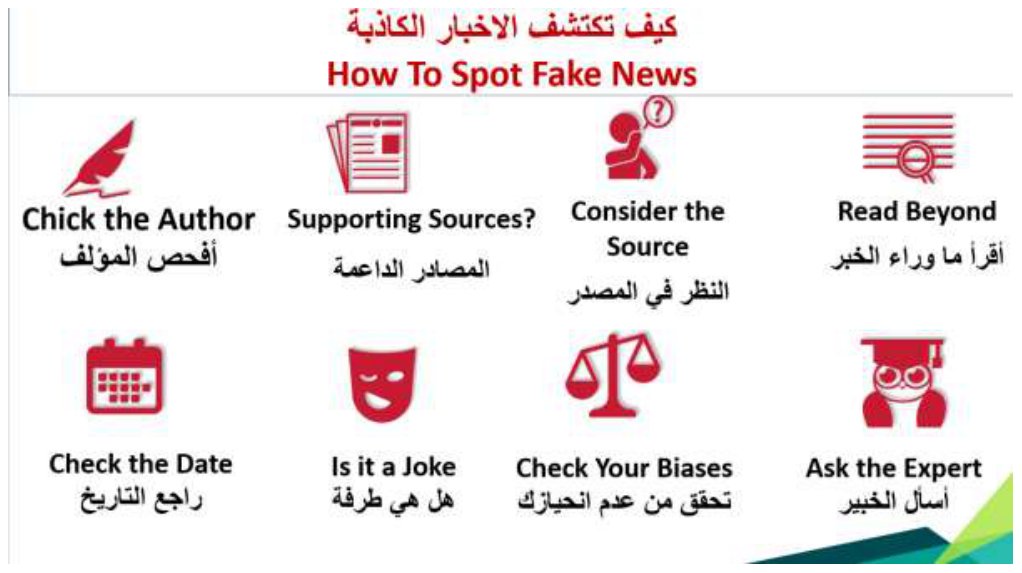 كيف تكتشف الاخبار الكاذبة
How To Spot Fake News
Chick the Author
أفحص المؤلف
Supporting Sources?
المصادر الداعمة
Consider the
Source
النظر في المصدر
Read Beyond
أقرأ ما وراء الخبر
Check the Date
راجع التاريخ
Is it a Joke
هل هي طرفة
Check Your Biases
تحقق من عدم انحيازك
Ask the Expert
أسأل الخبير